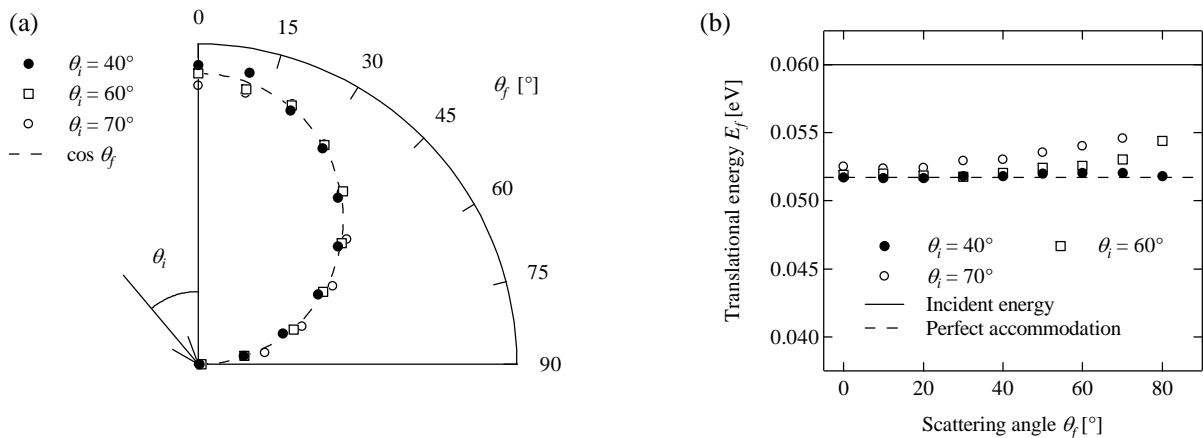 (a)
θi = 40°
θi = 60°
θi = 70°
cos θf
0
15
30
45
60
75
90
θf [°]
θi
(b)
Translational energy Ef [eV]
0.060
0.055
0.050
0.045
0.040
θi = 40°
θi = 60°
θi = 70°
Incident energy
Perfect accommodation
0 20 40 60 80
Scattering angle θf [°]